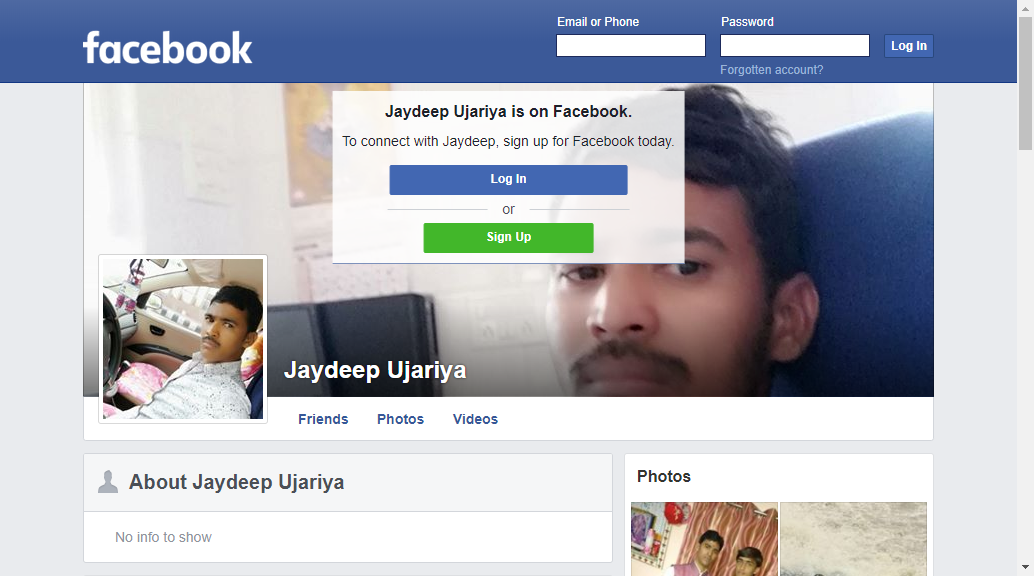 facebook
Email or Phone
Password
Log In
Forgotten account?
Jaydeep Ujariya is on Facebook.
To connect with Jaydeep, sign up for Facebook today.
Log In
or
Sign Up
Jaydeep Ujariya
Friends
Photos
Videos
About Jaydeep Ujariya
No info to show
Photos